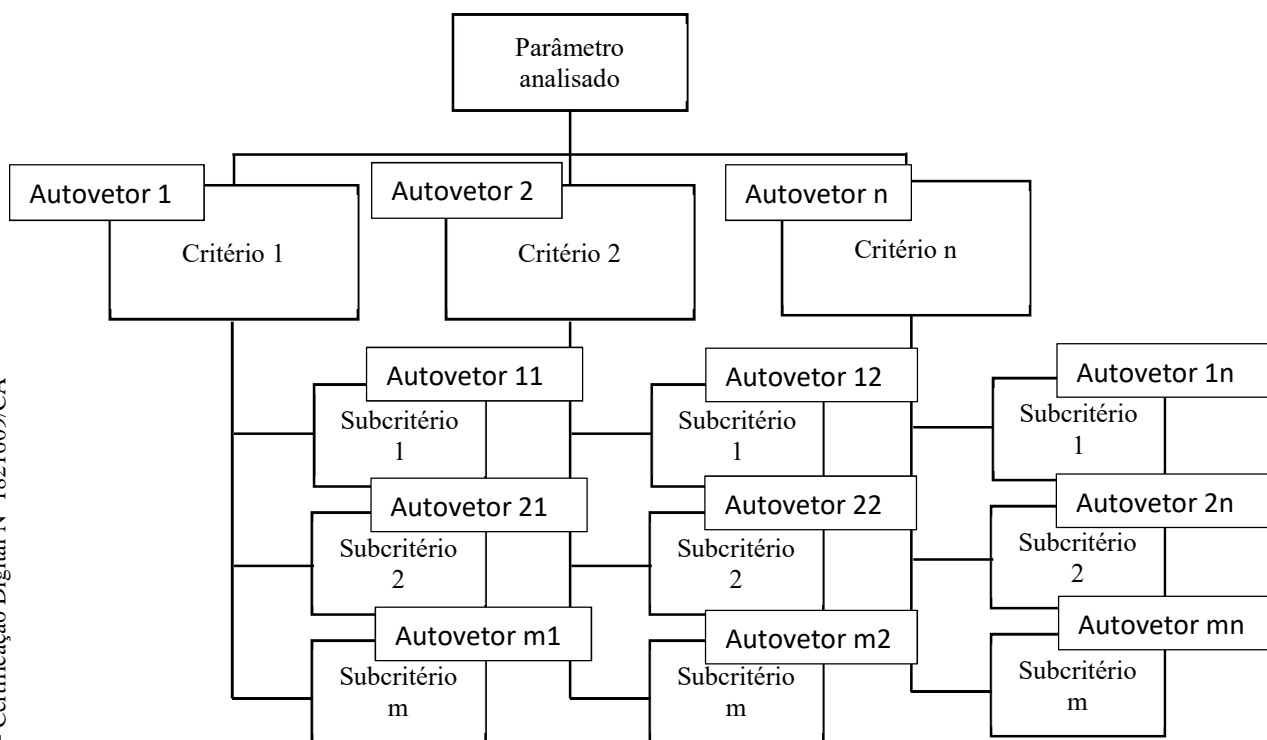 Parâmetro
analisado
Autovetor 1
Autovetor 2
Autovetor n
Critério 1
Critério 2
Critério n
Autovetor 11
Autovetor 12
Autovetor 1n
Subcritério
1
Subcritério
1
Subcritério
1
Autovetor 21
Autovetor 22
Autovetor 2n
Subcritério
2
Subcritério
2
Subcritério
2
Autovetor m1
Autovetor m2
Autovetor mn
Subcritério
m
Subcritério
m
Subcritério
m
Certificação Digital N